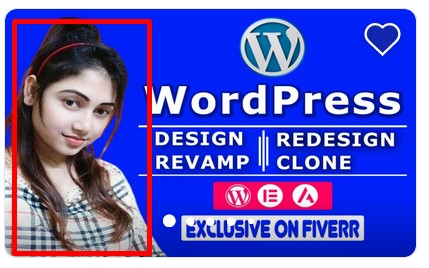 WordPress
DESIGN
REVAMP
REDESIGN
CLONE
EXCLUSIVE ON FIVERR